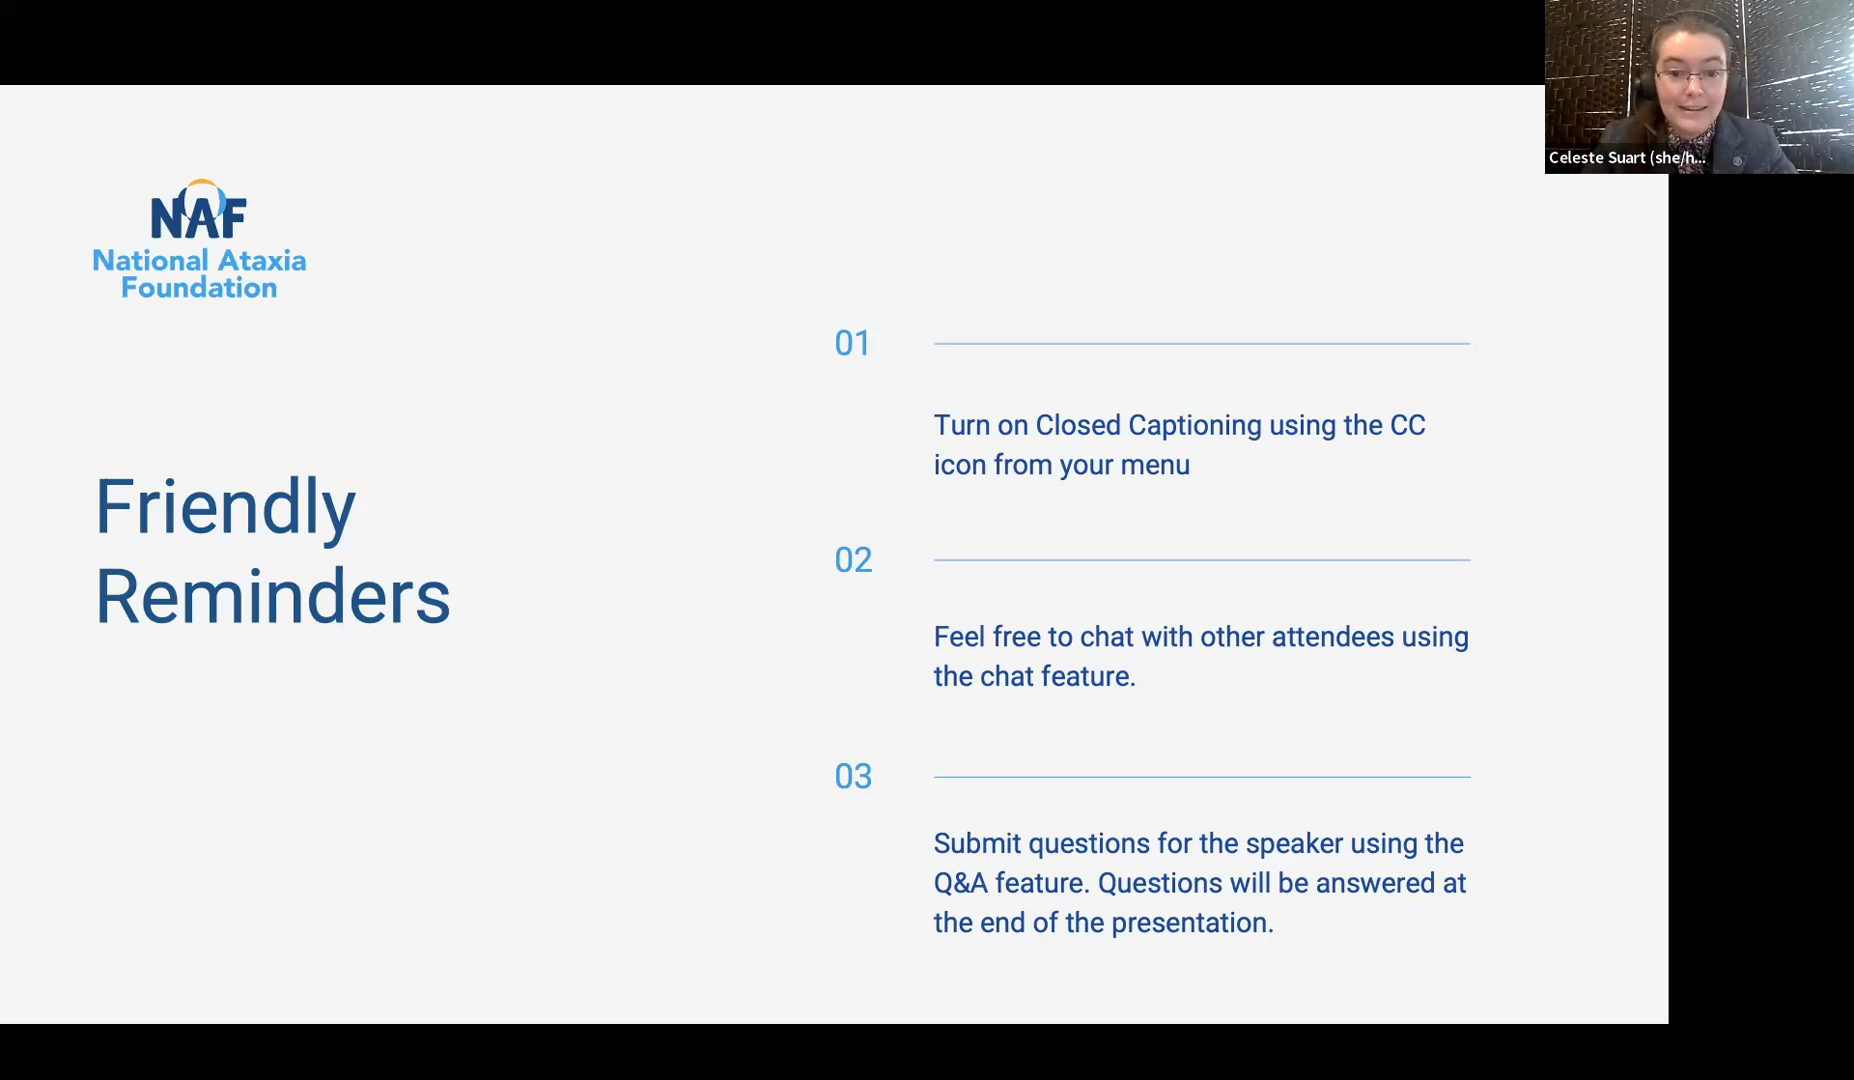 Celeste Suart (she/h...
NAF
National Ataxia
Foundation
Friendly
Reminders
01
Turn on Closed Captioning using the CC
icon from your menu
02
Feel free to chat with other attendees using
the chat feature.
03
Submit questions for the speaker using the
Q&A feature. Questions will be answered at
the end of the presentation.